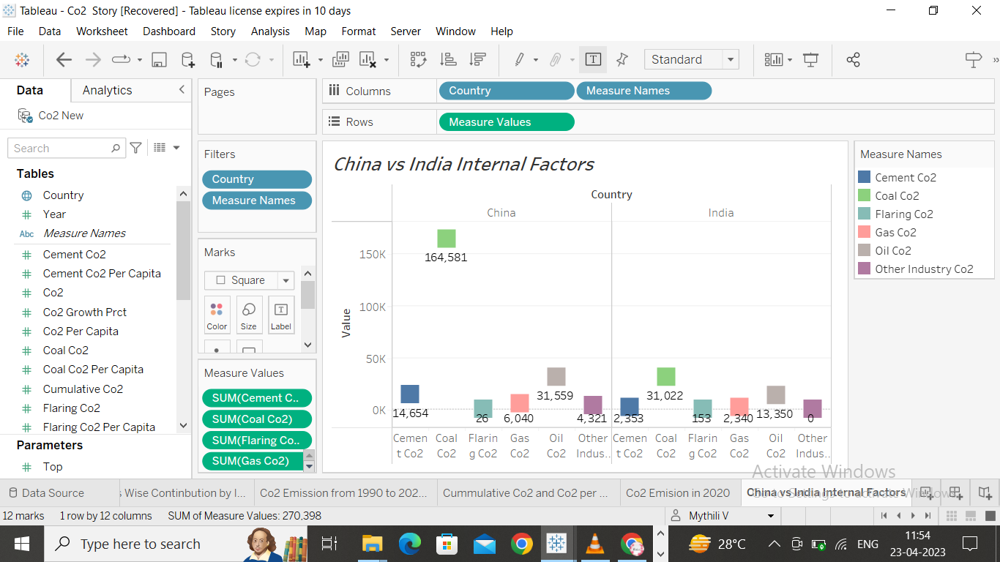 Tableau - Co2  Story [Recovered] - Tableau license expires in 10 days
File Data Worksheet Dashboard Story Analysis Map Format Server Window Help
Standard
Data Analytics
Co2 New
Search
Tables
Country
Year
Abc Measure Names
Cement Co2
Cement Co2 Per Capita
Co2
Co2 Growth Prct
Co2 Per Capita
Coal Co2
Coal Co2 Per Capita
Cumulative Co2
Flaring Co2
Flaring Co2 Per Capita
Parameters
Top
Pages
Filters
Country
Measure Names
Marks
Square
Color Size Label
Measure Values
SUM(Cement C..
SUM(Coal Co2)
SUM(Flaring Co..
SUM(Gas Co2)
Columns Country Measure Names
Rows Measure Values
China vs India Internal Factors
Country
China India
Value
150K
100K
50K
0K
164,581
14,654 26 6,040 31,559 4,321 2,353 31,022 153 2,340 13,350 0
Cemen Coal Flarin Gas Oil Other Cemen Coal Flarin Gas Oil Other
t Co2 Co2 g Co2 Co2 Co2 Indus.. t Co2 Co2 g Co2 Co2 Co2 Indus..
Measure Names
Cement Co2
Coal Co2
Flaring Co2
Gas Co2
Oil Co2
Other Industry Co2
Activate Windows
Go to Settings to activate Windows.
Data Source s Wise Continbution by I... Co2 Emission from 1990 to 202... Cummulative Co2 and Co2 per ... Co2 Emision in 2020 China vs India Internal Factors
12 marks 1 row by 12 columns SUM of Measure Values: 270,398 Mythili V
Type here to search 28°C ENG 11:54
23-04-2023